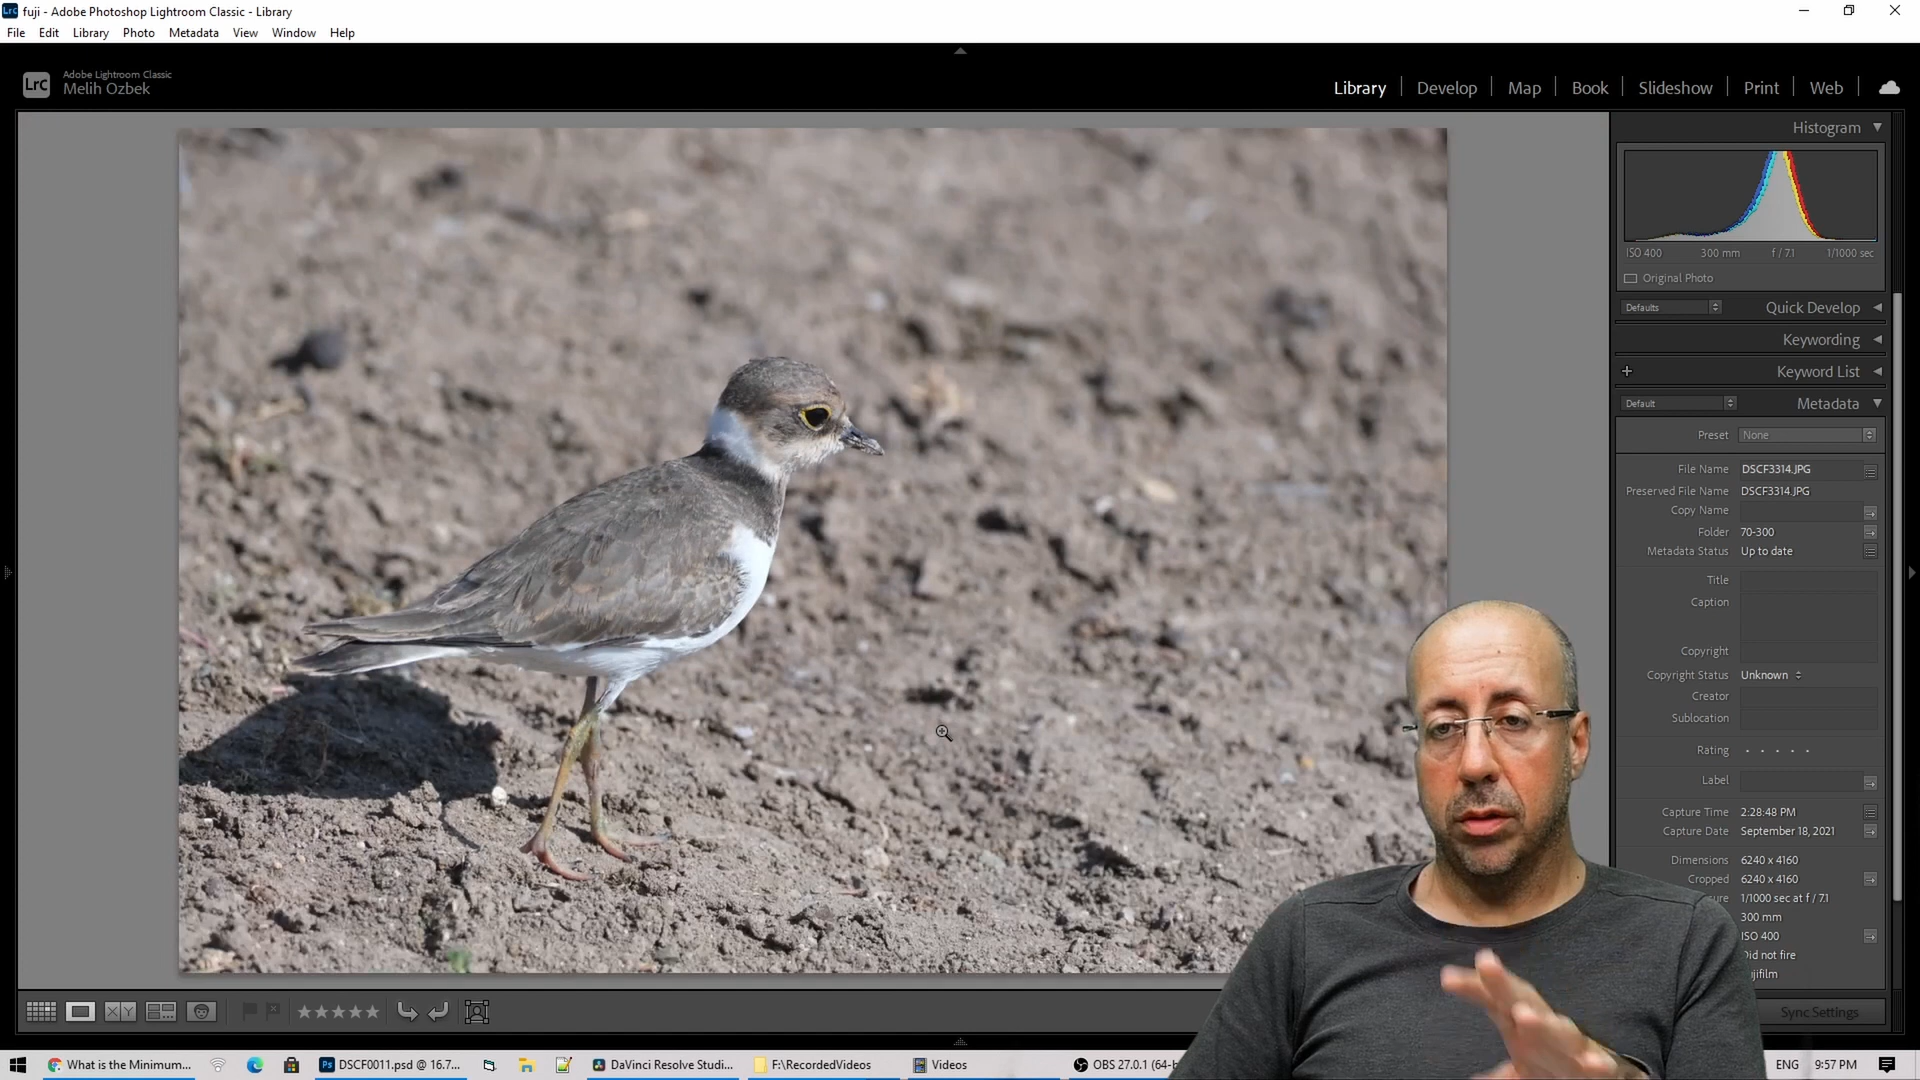 fuji - Adobe Photoshop Lightroom Classic - Library
File Edit Library Photo Metadata View Window Help
Lrc
Adobe Lightroom Classic
Melih Ozbek
Library | Develop | Map | Book | Slideshow | Print | Web
Histogram
ISO 400 300 mm f / 7.1 1/1000 sec
Original Photo
Defaults Quick Develop
Keywording
+ Keyword List
Default Metadata
Preset None
File Name DSCF3314.JPG
Preserved File Name DSCF3314.JPG
Copy Name
Folder 70-300
Metadata Status Up to date
Title
Caption
Copyright
Copyright Status Unknown
Creator
Sublocation
Rating
Label
Capture Time 2:28:48 PM
Capture Date September 18, 2021
Dimensions 6240 x 4160
Cropped 6240 x 4160
1/1000 sec at f / 7.1
300 mm
ISO 400
Did not fire
XY
Sync Settings
What is the Minimum...
DSCF0011.psd @ 16.7...
DaVinci Resolve Studi...
F:\RecordedVideos
Videos
OBS 27.0.1 (64-b
ENG 9:57 PM